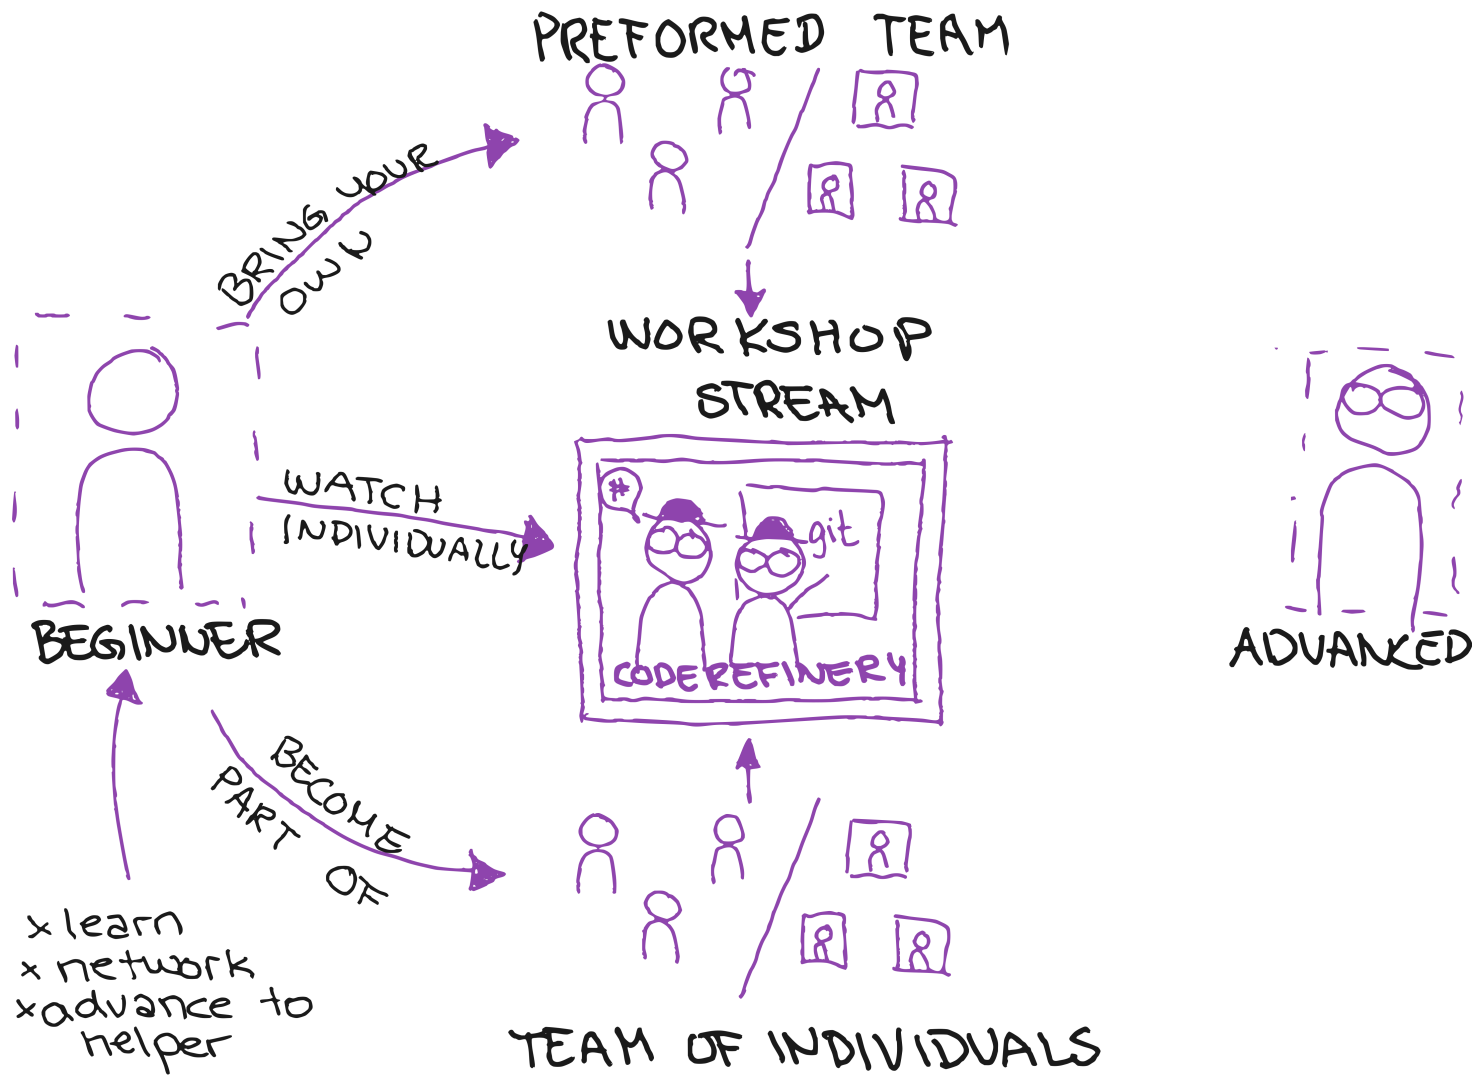 PREFORMED TEAM
BRING YOUR
OWN
WORKSHOP
STREAM
WATCH
INDIVIDUALLY
#
git
CODEREFINERY
BEGINNER
ADVANCED
BECOME
PART OF
x learn
x network
x advance to
helper
TEAM OF INDIVIDUALS